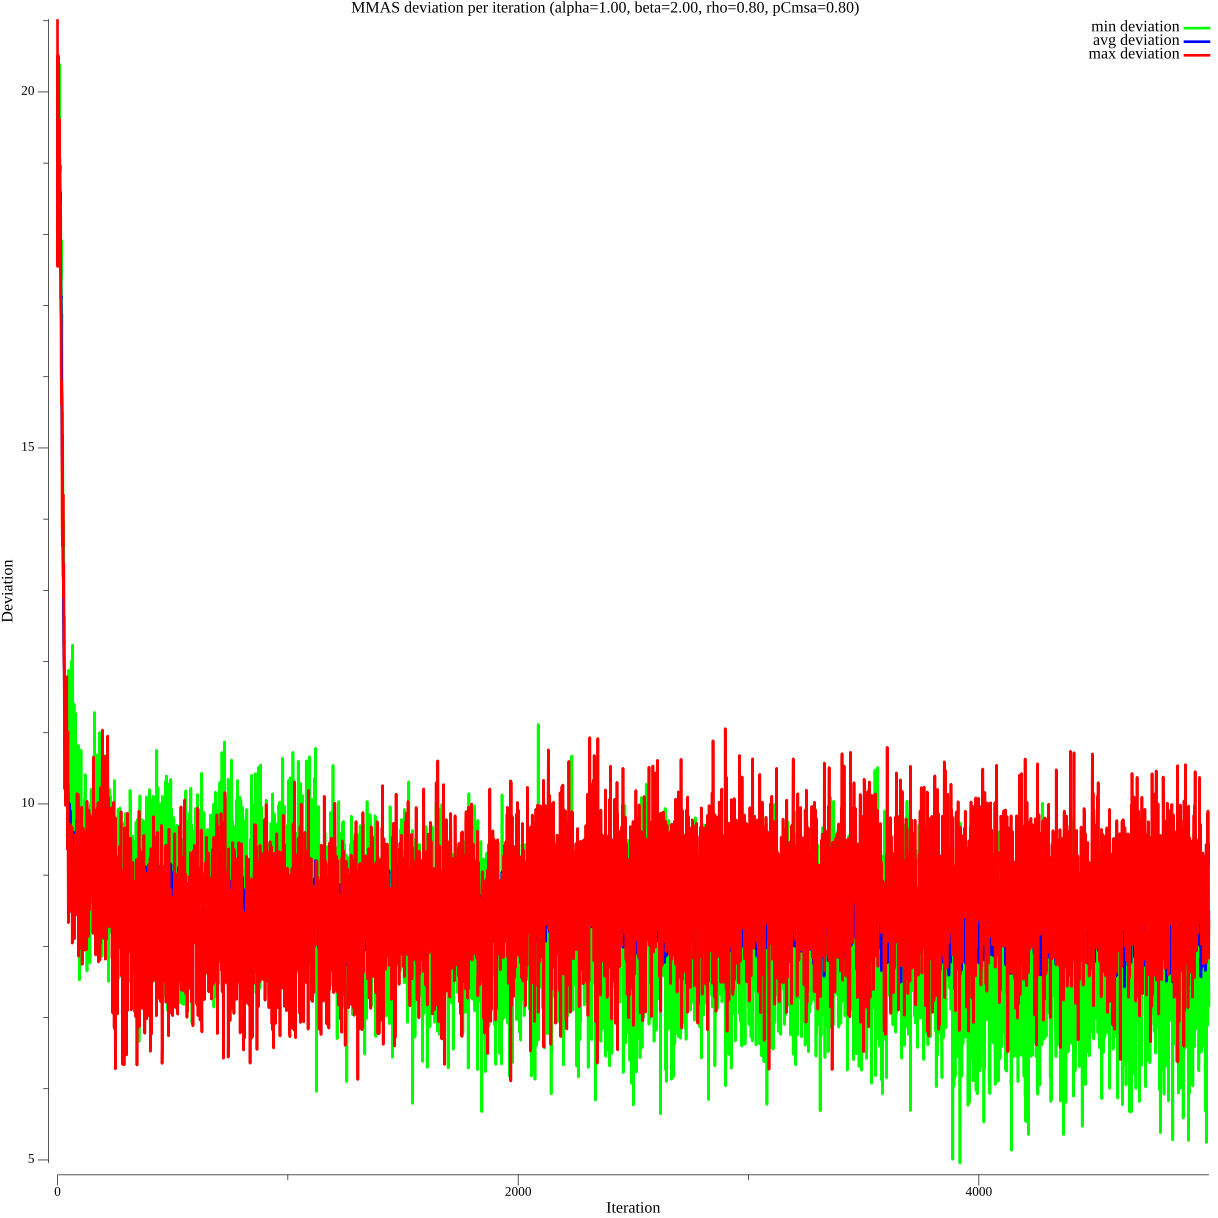 MMAS deviation per iteration (alpha=1.00, beta=2.00, rho=0.80, pCmsa=0.80)
min deviation
avg deviation
max deviation
20
15
10
5
Deviation
0
2000
4000
Iteration